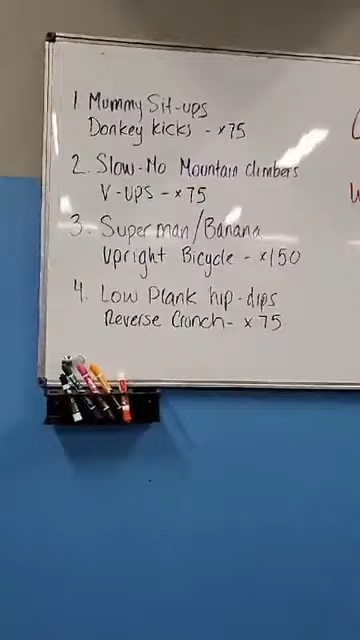 1 Mummy Sit-ups
Donkey kicks - x75
2. Slow-Mo Mountain climbers
V-ups - x75
3. Superman/Banana
Upright Bicycle - x150
4. Low Plank hip-dips
Reverse Crunch- x 75